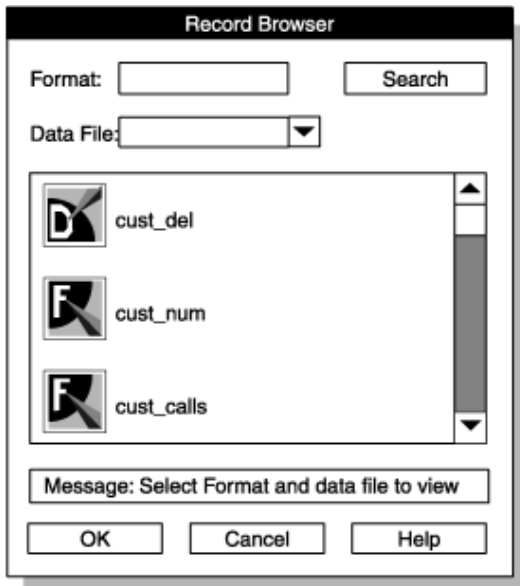 Record Browser
Format:
Search
Data File:
D cust_del
F cust_num
F cust_calls
Message: Select Format and data file to view
OK Cancel Help